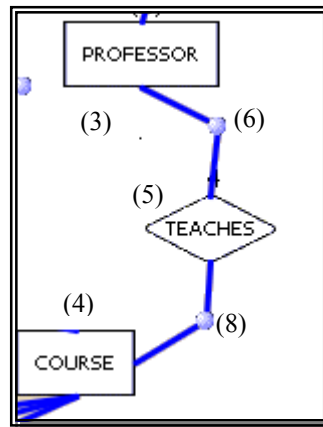 PROFESSOR
(3)
(6)
(5)
TEACHES
(4)
(8)
COURSE